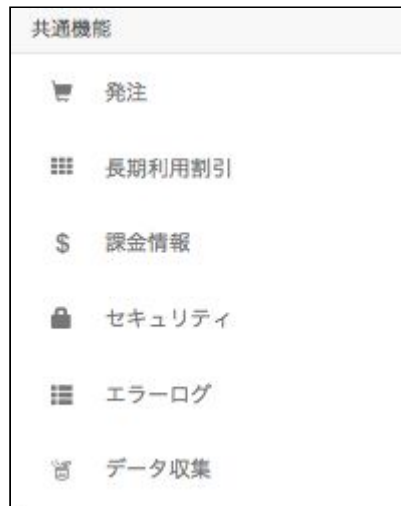 共通機能
発注
長期利用割引
$ 課金情報
セキュリティ
エラーログ
データ収集